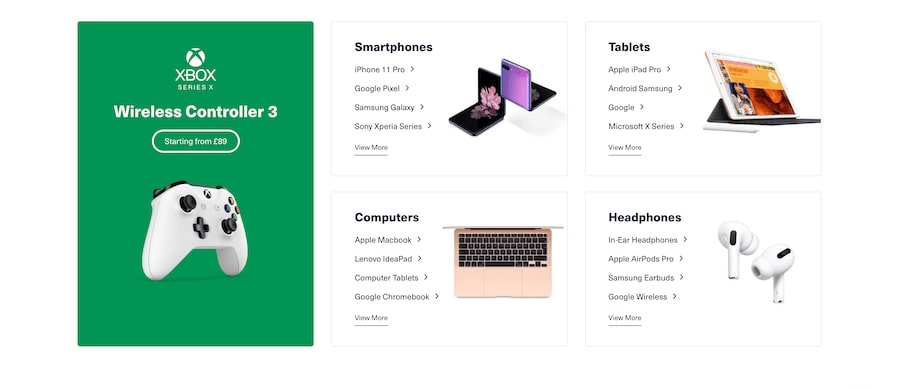 XBOX
SERIES X
Wireless Controller 3
Starting from £89
Smartphones
iPhone 11 Pro
Google Pixel
Samsung Galaxy
Sony Xperia Series
View More
Tablets
Apple iPad Pro
Android Samsung
Google
Microsoft X Series
View More
Computers
Apple Macbook
Lenovo IdeaPad
Computer Tablets
Google Chromebook
View More
Headphones
In-Ear Headphones
Apple AirPods Pro
Samsung Earbuds
Google Wireless
View More